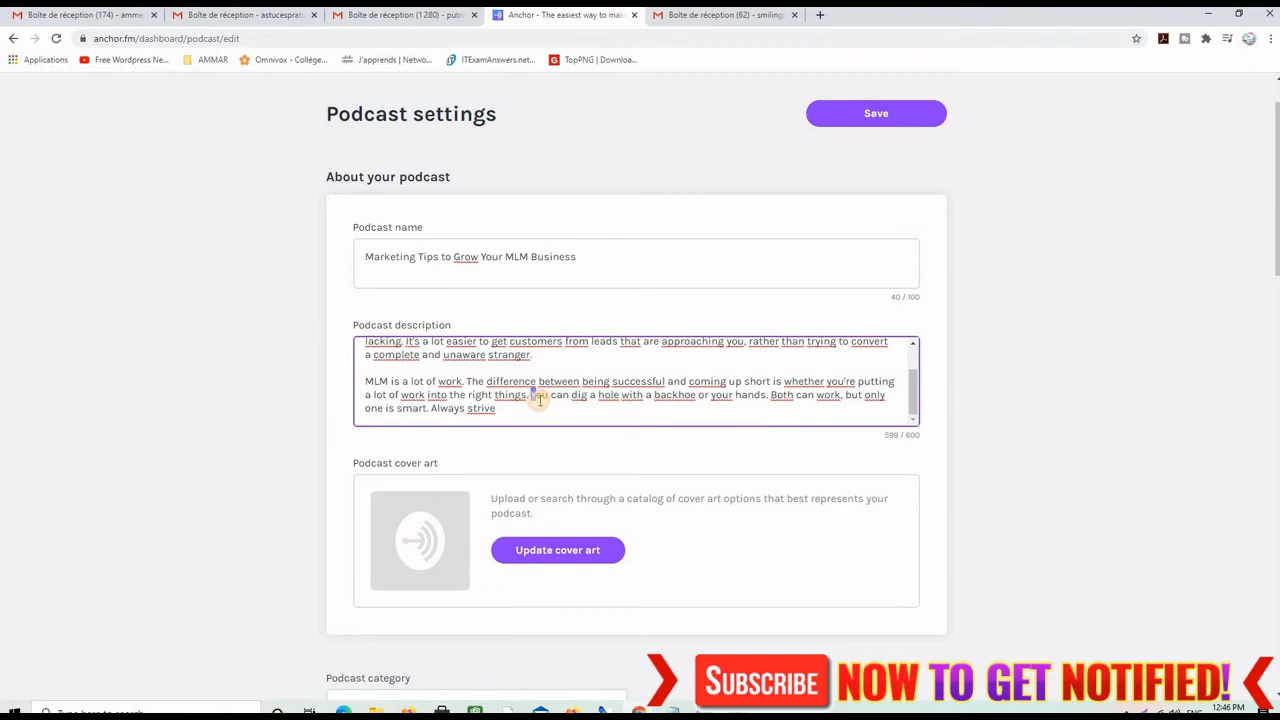 Boîte de réception (174) - amme
Boîte de réception - astucesprati
Boîte de réception (1 280) - publ
Anchor - The easiest way to mak
Boîte de réception (62) - smiling
anchor.fm/dashboard/podcast/edit
Applications
Free Wordpress Ne...
AMMAR
Omnivox - Collège...
J'apprends | Netwo...
ITExamAnswers.net...
TopPNG | Downloa...
Podcast settings
Save
About your podcast
Podcast name
Marketing Tips to Grow Your MLM Business
40 / 100
Podcast description
lacking. It's a lot easier to get customers from leads that are approaching you, rather than trying to convert
a complete and unaware stranger.
MLM is a lot of work. The difference between being successful and coming up short is whether you're putting
a lot of work into the right things. You can dig a hole with a backhoe or your hands. Both can work, but only
one is smart. Always strive
599 / 600
Podcast cover art
Upload or search through a catalog of cover art options that best represents your
podcast.
Update cover art
Podcast category
SUBSCRIBE NOW TO GET NOTIFIED!
Type here to search
ENG
12:46 PM